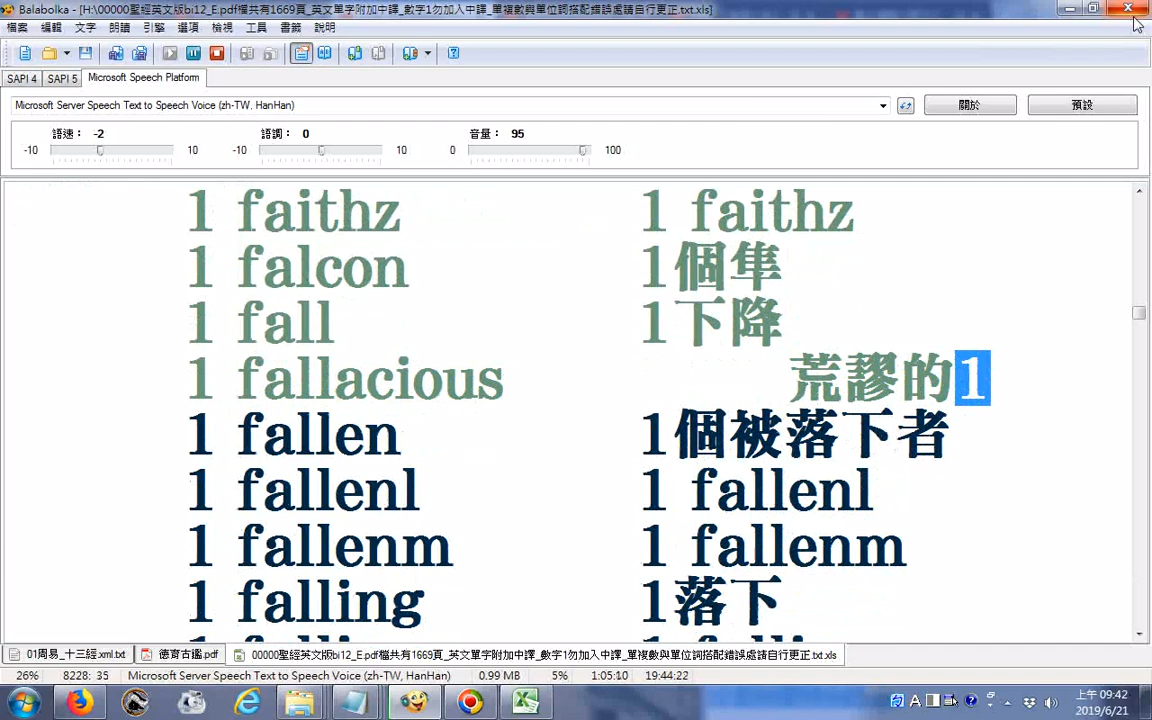 Balabolka - [H:\00000聖經英文版bi12_E.pdf檔共有1669頁_英文單字附加中譯_數字1勿加入中譯_單複數與單位詞搭配錯誤處請自行更正.txt.xls]
檔案 編輯 文字 朗讀 引擎 選項 檢視 工具 書籤 說明
SAPI 4 SAPI 5 Microsoft Speech Platform
Microsoft Server Speech Text to Speech Voice (zh-TW, HanHan) 關於 預設
語速： -2 語調： 0 音量： 95
-10 10 -10 10 0 100
1 faithz 1 faithz
1 falcon 1個隼
1 fall 1下降
1 fallacious 荒謬的1
1 fallen 1個被落下者
1 fallenl 1 fallenl
1 fallenm 1 fallenm
1 falling 1落下
01周易_十三經.xml.txt 德育古鑑.pdf 00000聖經英文版bi12_E.pdf檔共有1669頁_英文單字附加中譯_數字1勿加入中譯_單複數與單位詞搭配錯誤處請自行更正.txt.xls
26% 8228: 35 Microsoft Server Speech Text to Speech Voice (zh-TW, HanHan) 0.99 MB 5% 1:05:10 19:44:22
上午 09:42
2019/6/21